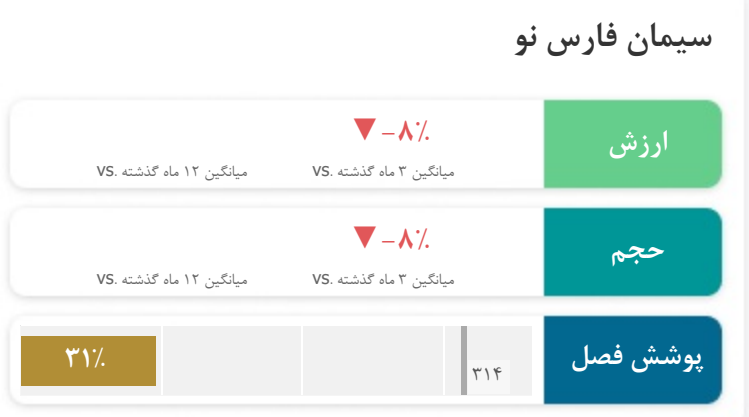 سیمان فارس نو
ارزش
▼ -۸٪
میانگین ۳ ماه گذشته .VS
میانگین ۱۲ ماه گذشته .VS
حجم
▼ -۸٪
میانگین ۳ ماه گذشته .VS
میانگین ۱۲ ماه گذشته .VS
پوشش فصل
۳۱۴
۳۱٪